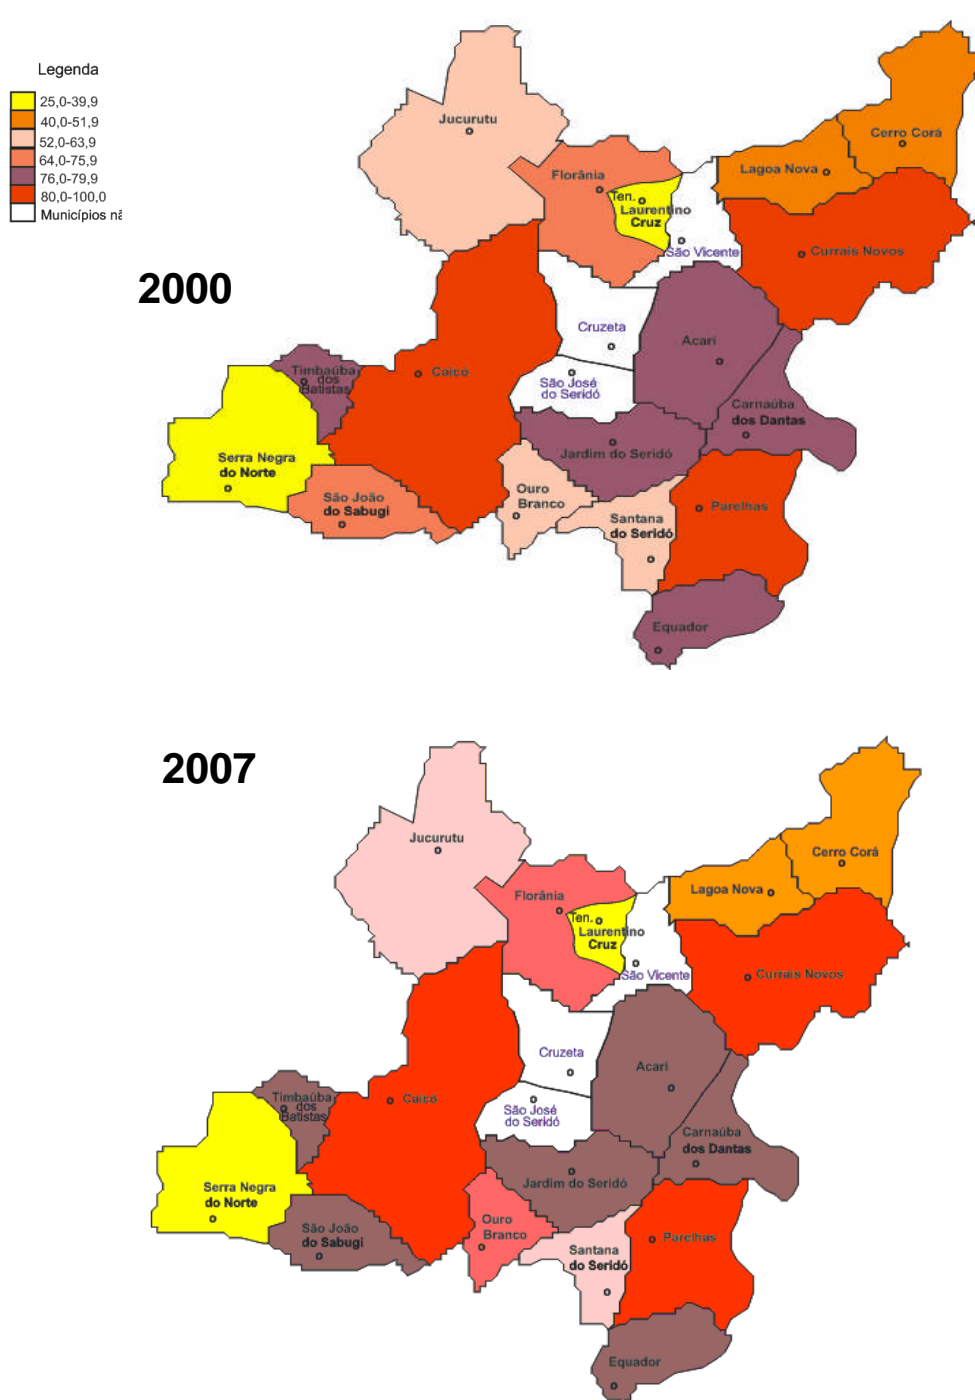 Legenda
25,0-39,9
40,0-51,9
52,0-63,9
64,0-75,9
76,0-79,9
80,0-100,0
Municípios nã
2000
Jucurutu
Cerro Corá
Lagoa Nova
Florânia
Ten.
Laurentino
Cruz
São Vicente
Currais Novos
Cruzeta
Acari
Timbaúba
dos
Batistas
Caicó
São José
do Seridó
Carnaúba
dos Dantas
Serra Negra
do Norte
Jardim do Seridó
São João
do Sabugi
Ouro
Branco
Santana
do Seridó
Parelhas
Equador
2007
Jucurutu
Cerro Corá
Lagoa Nova
Florânia
Ten.
Laurentino
Cruz
São Vicente
Currais Novos
Cruzeta
Acari
Timbaúba
dos
Batistas
Caicó
São José
do Seridó
Carnaúba
dos Dantas
Serra Negra
do Norte
Jardim do Seridó
São João
do Sabugi
Ouro
Branco
Santana
do Seridó
Parelhas
Equador